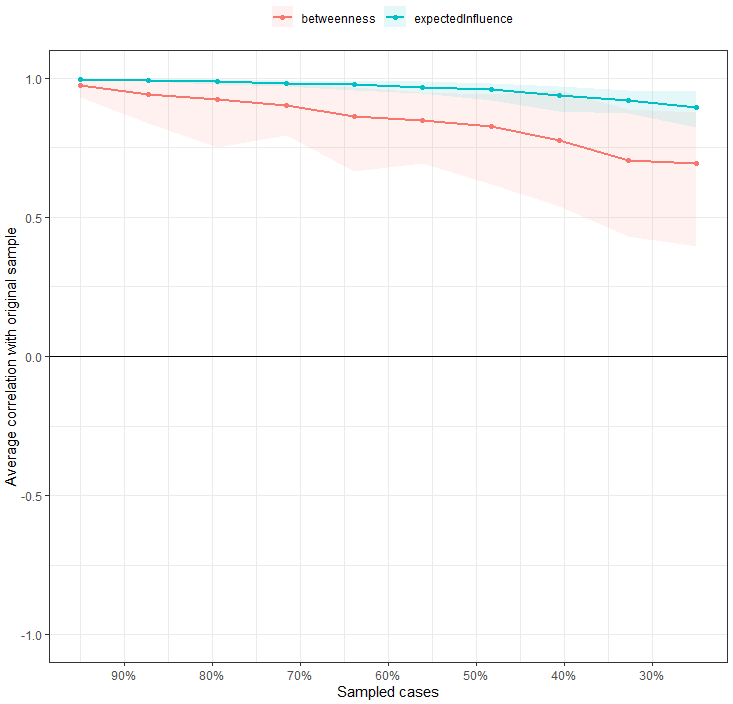 betweenness expectedInfluence
1.0
0.5
0.0
-0.5
-1.0
Average correlation with original sample
90% 80% 70% 60% 50% 40% 30%
Sampled cases